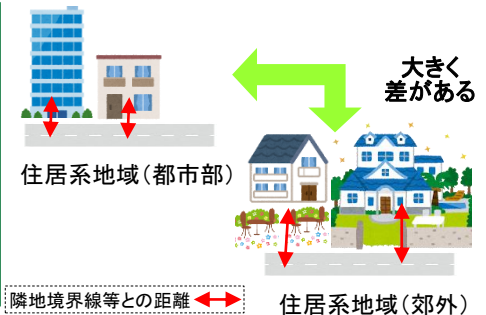 大きく
差がある
住居系地域（都市部）
隣地境界線等との距離
住居系地域（郊外）